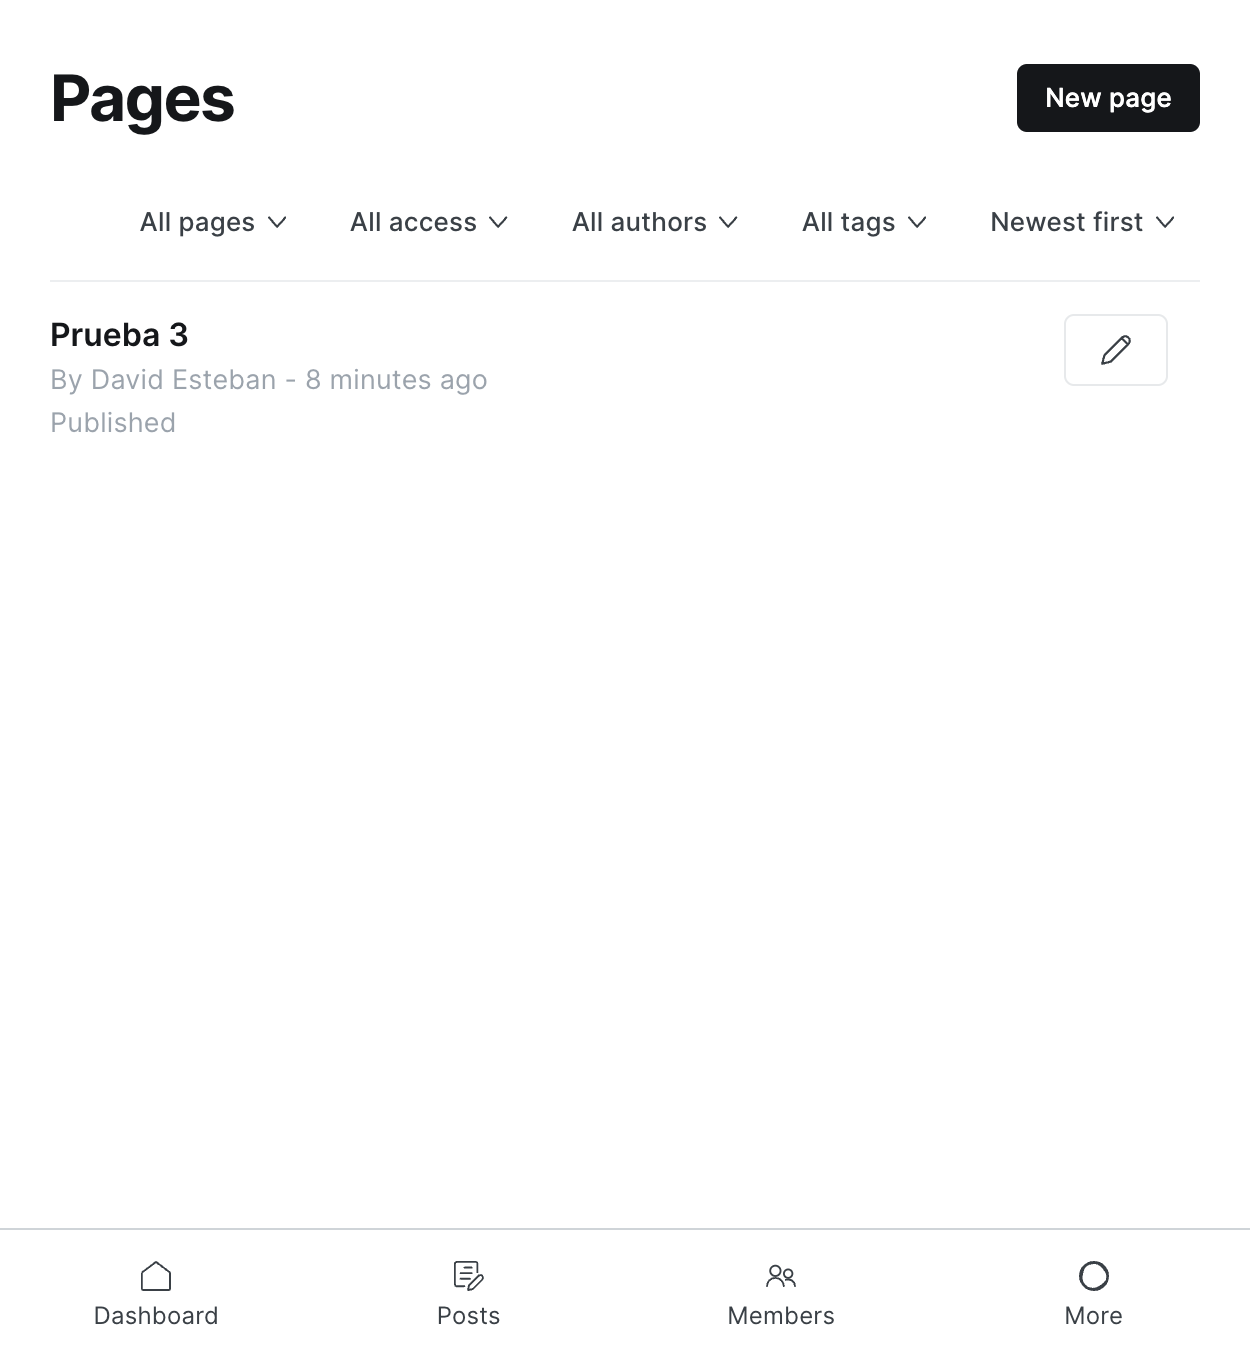 Pages
New page
All pages
All access
All authors
All tags
Newest first
Prueba 3
By David Esteban - 8 minutes ago
Published
Dashboard
Posts
Members
More